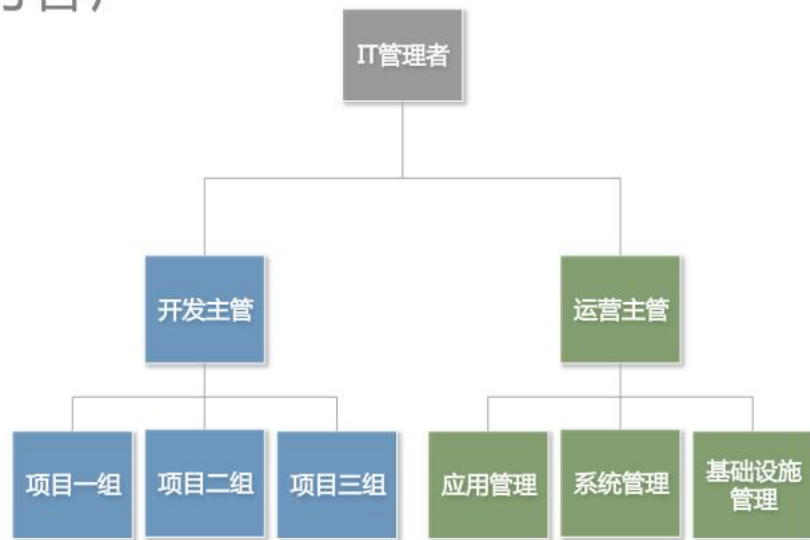 IT管理者
开发主管
运营主管
项目一组
项目二组
项目三组
应用管理
系统管理
基础设施
管理